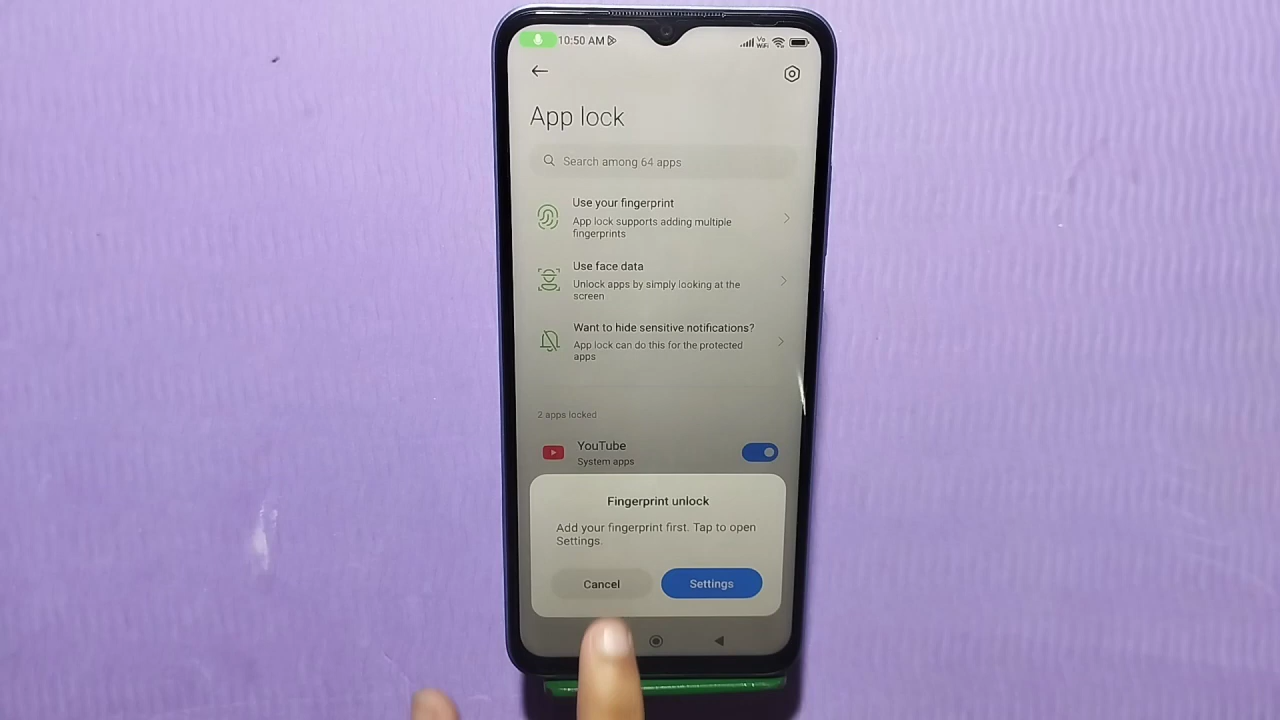 10:50 AM
Vo
WiFi
App lock
Search among 64 apps
Use your fingerprint
App lock supports adding multiple
fingerprints
Use face data
Unlock apps by simply looking at the
screen
Want to hide sensitive notifications?
App lock can do this for the protected
apps
2 apps locked
YouTube
System apps
Fingerprint unlock
Add your fingerprint first. Tap to open
Settings.
Cancel
Settings